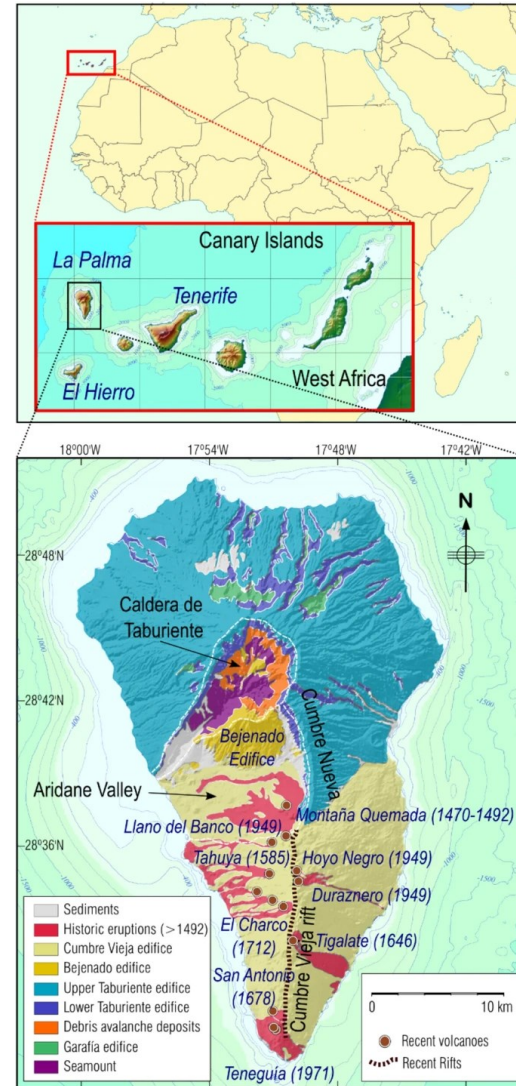 Canary Islands
La Palma
Tenerife
El Hierro
West Africa
18°00'W
17°54'W
17°48'W
17°42'W
N
28°48'N
Caldera de
Taburiente
28°42'N
Cumbre Nueva
Bejenado
Edifice
Aridane Valley
Montaña Quemada (1470-1492)
Llano del Banco (1949)
28°36'N
Tahuya (1585)
Hoyo Negro (1949)
Duraznero (1949)
El Charco
(1712)
Tigalate (1646)
San Antonio
(1678)
Cumbre Vieja rift
Teneguía (1971)
Sediments
Historic eruptions (>1492)
Cumbre Vieja edifice
Bejenado edifice
Upper Taburiente edifice
Lower Taburiente edifice
Debris avalanche deposits
Garafía edifice
Seamount
0 10 km
Recent volcanoes
Recent Rifts